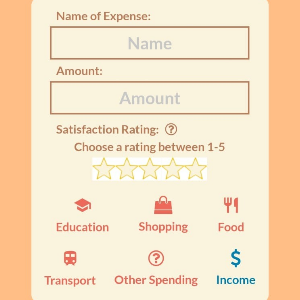 Name of Expense:
Name
Amount:
Amount
Satisfaction Rating: ?
Choose a rating between 1-5
Education Shopping Food
Transport Other Spending Income